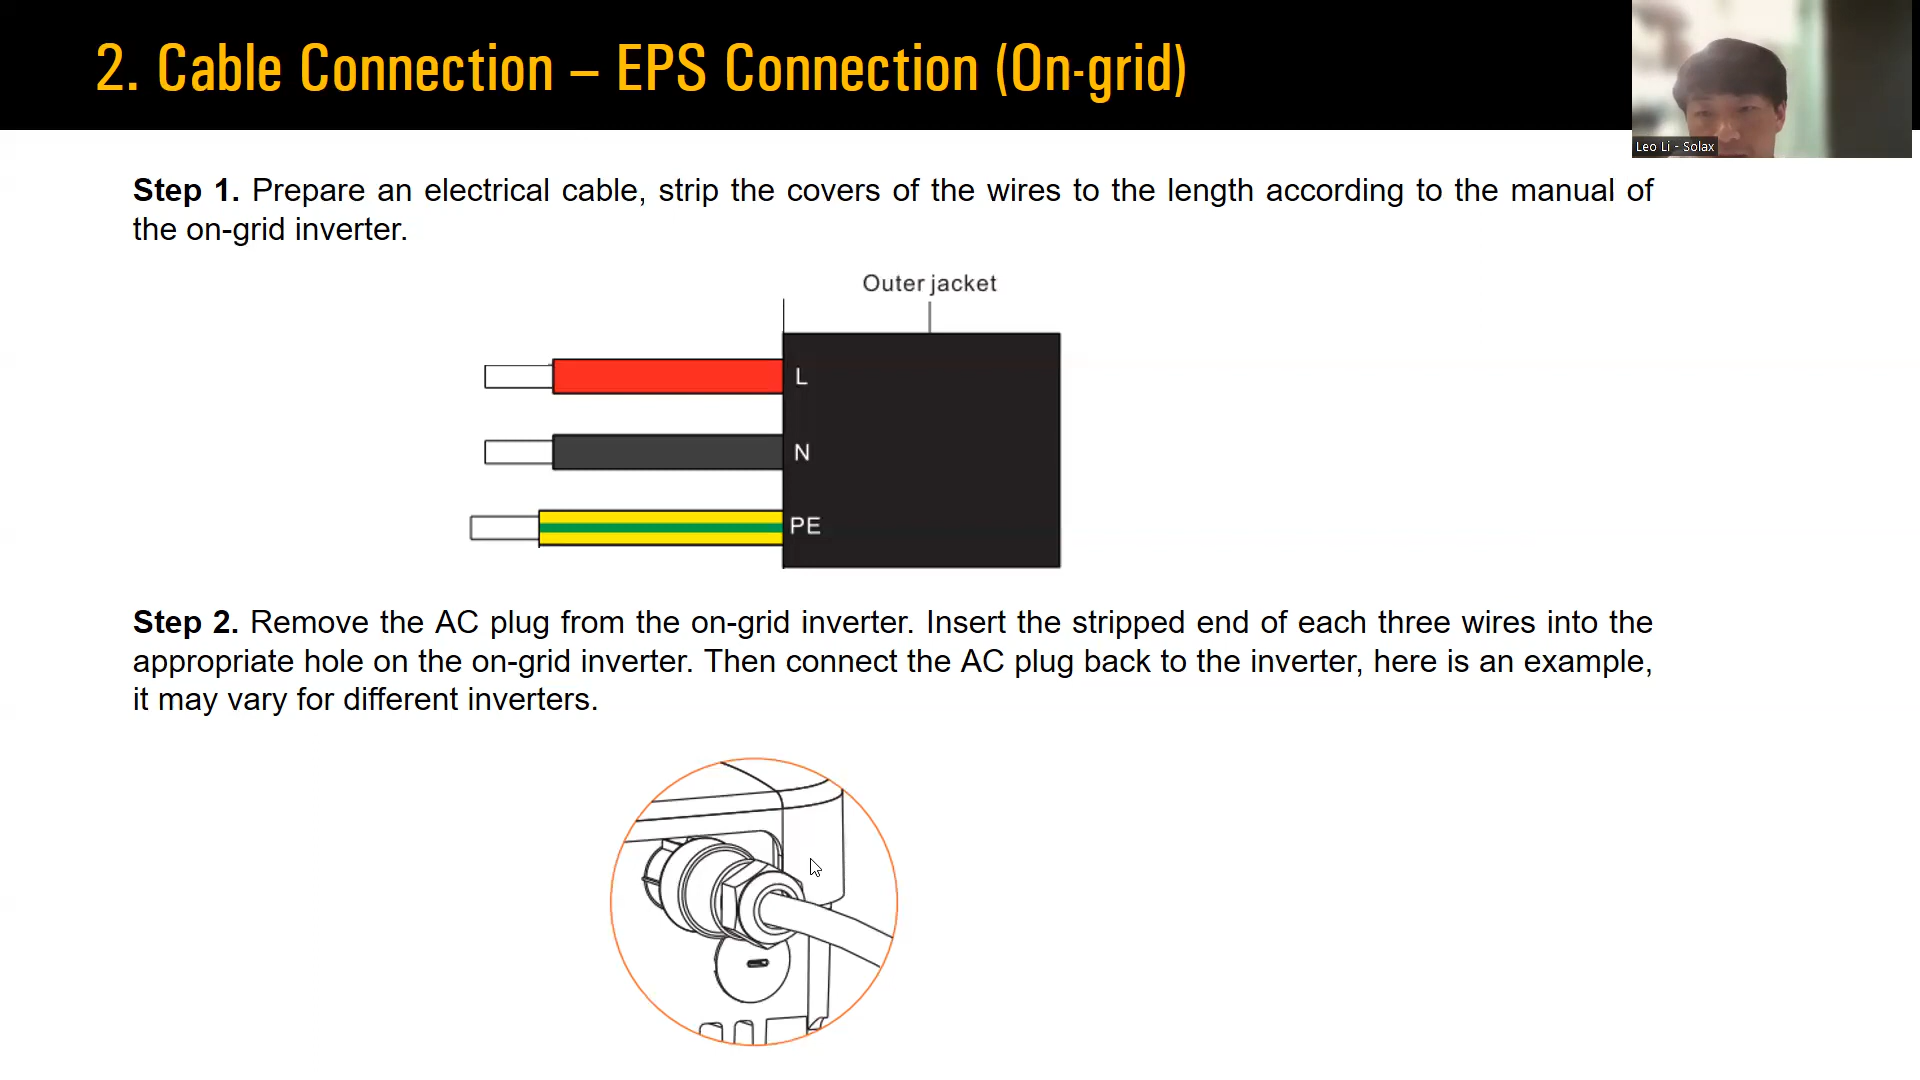 2. Cable Connection – EPS Connection (On-grid)
Leo Li - Solax
Step 1. Prepare an electrical cable, strip the covers of the wires to the length according to the manual of
the on-grid inverter.
Outer jacket
L
N
PE
Step 2. Remove the AC plug from the on-grid inverter. Insert the stripped end of each three wires into the
appropriate hole on the on-grid inverter. Then connect the AC plug back to the inverter, here is an example,
it may vary for different inverters.